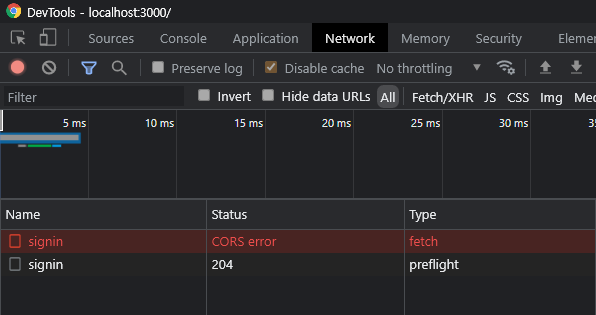 DevTools - localhost:3000/
Sources Console Application Network Memory Security Elemen
Preserve log Disable cache No throttling
Filter Invert Hide data URLs All Fetch/XHR JS CSS Img Med
5 ms 10 ms 15 ms 20 ms 25 ms 30 ms 35
Name Status Type
signin CORS error fetch
signin 204 preflight